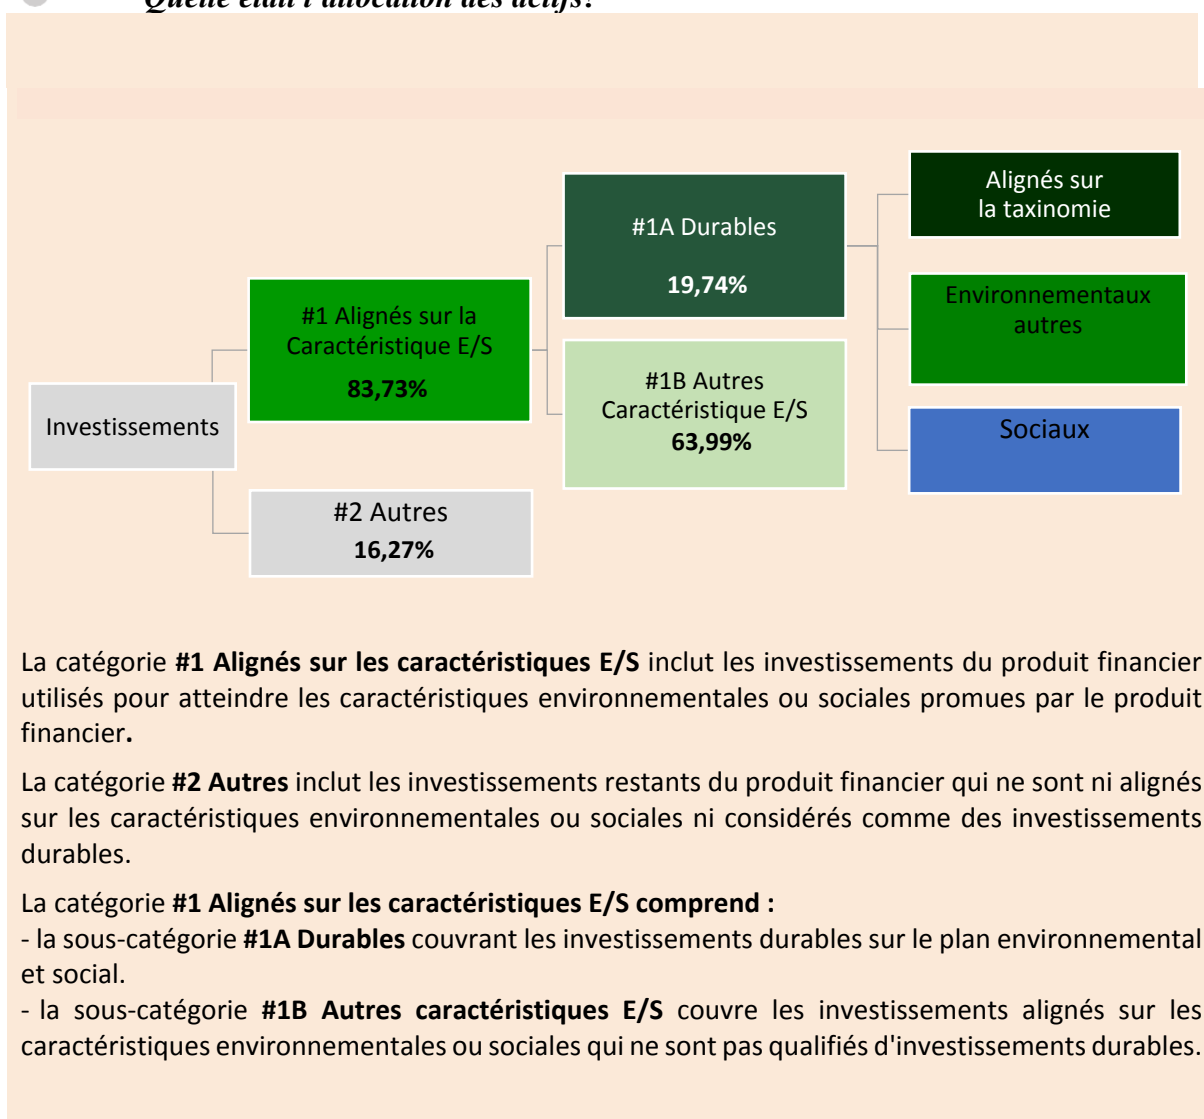 Quelle était l'allocation des actifs?
Alignés sur
la taxinomie
#1A Durables
19,74%
Environnementaux
autres
#1 Alignés sur la
Caractéristique E/S
83,73%
#1B Autres
Caractéristique E/S
63,99%
Investissements
Sociaux
#2 Autres
16,27%
La catégorie #1 Alignés sur les caractéristiques E/S inclut les investissements du produit financier
utilisés pour atteindre les caractéristiques environnementales ou sociales promues par le produit
financier.
La catégorie #2 Autres inclut les investissements restants du produit financier qui ne sont ni alignés
sur les caractéristiques environnementales ou sociales ni considérés comme des investissements
durables.
La catégorie #1 Alignés sur les caractéristiques E/S comprend :
- la sous-catégorie #1A Durables couvrant les investissements durables sur le plan environnemental
et social.
- la sous-catégorie #1B Autres caractéristiques E/S couvre les investissements alignés sur les
caractéristiques environnementales ou sociales qui ne sont pas qualifiés d'investissements durables.